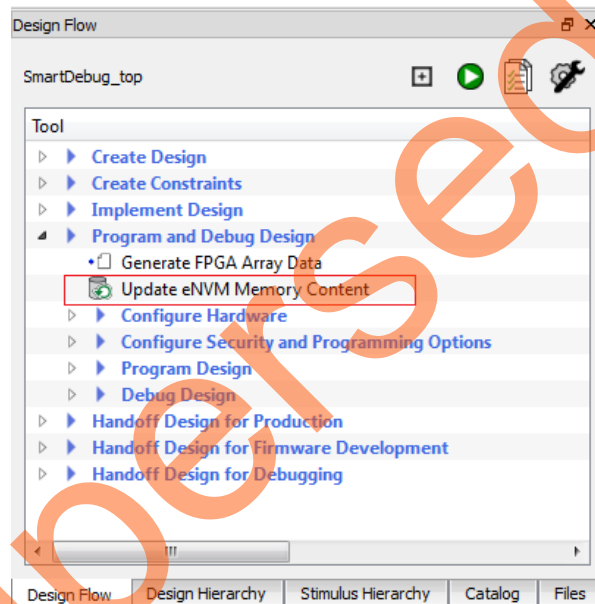 Design Flow
SmartDebug_top
Tool
Create Design
Create Constraints
Implement Design
Program and Debug Design
Generate FPGA Array Data
Update eNVM Memory Content
Configure Hardware
Configure Security and Programming Options
Program Design
Debug Design
Handoff Design for Production
Handoff Design for Firmware Development
Handoff Design for Debugging
Design Flow Design Hierarchy Stimulus Hierarchy Catalog Files